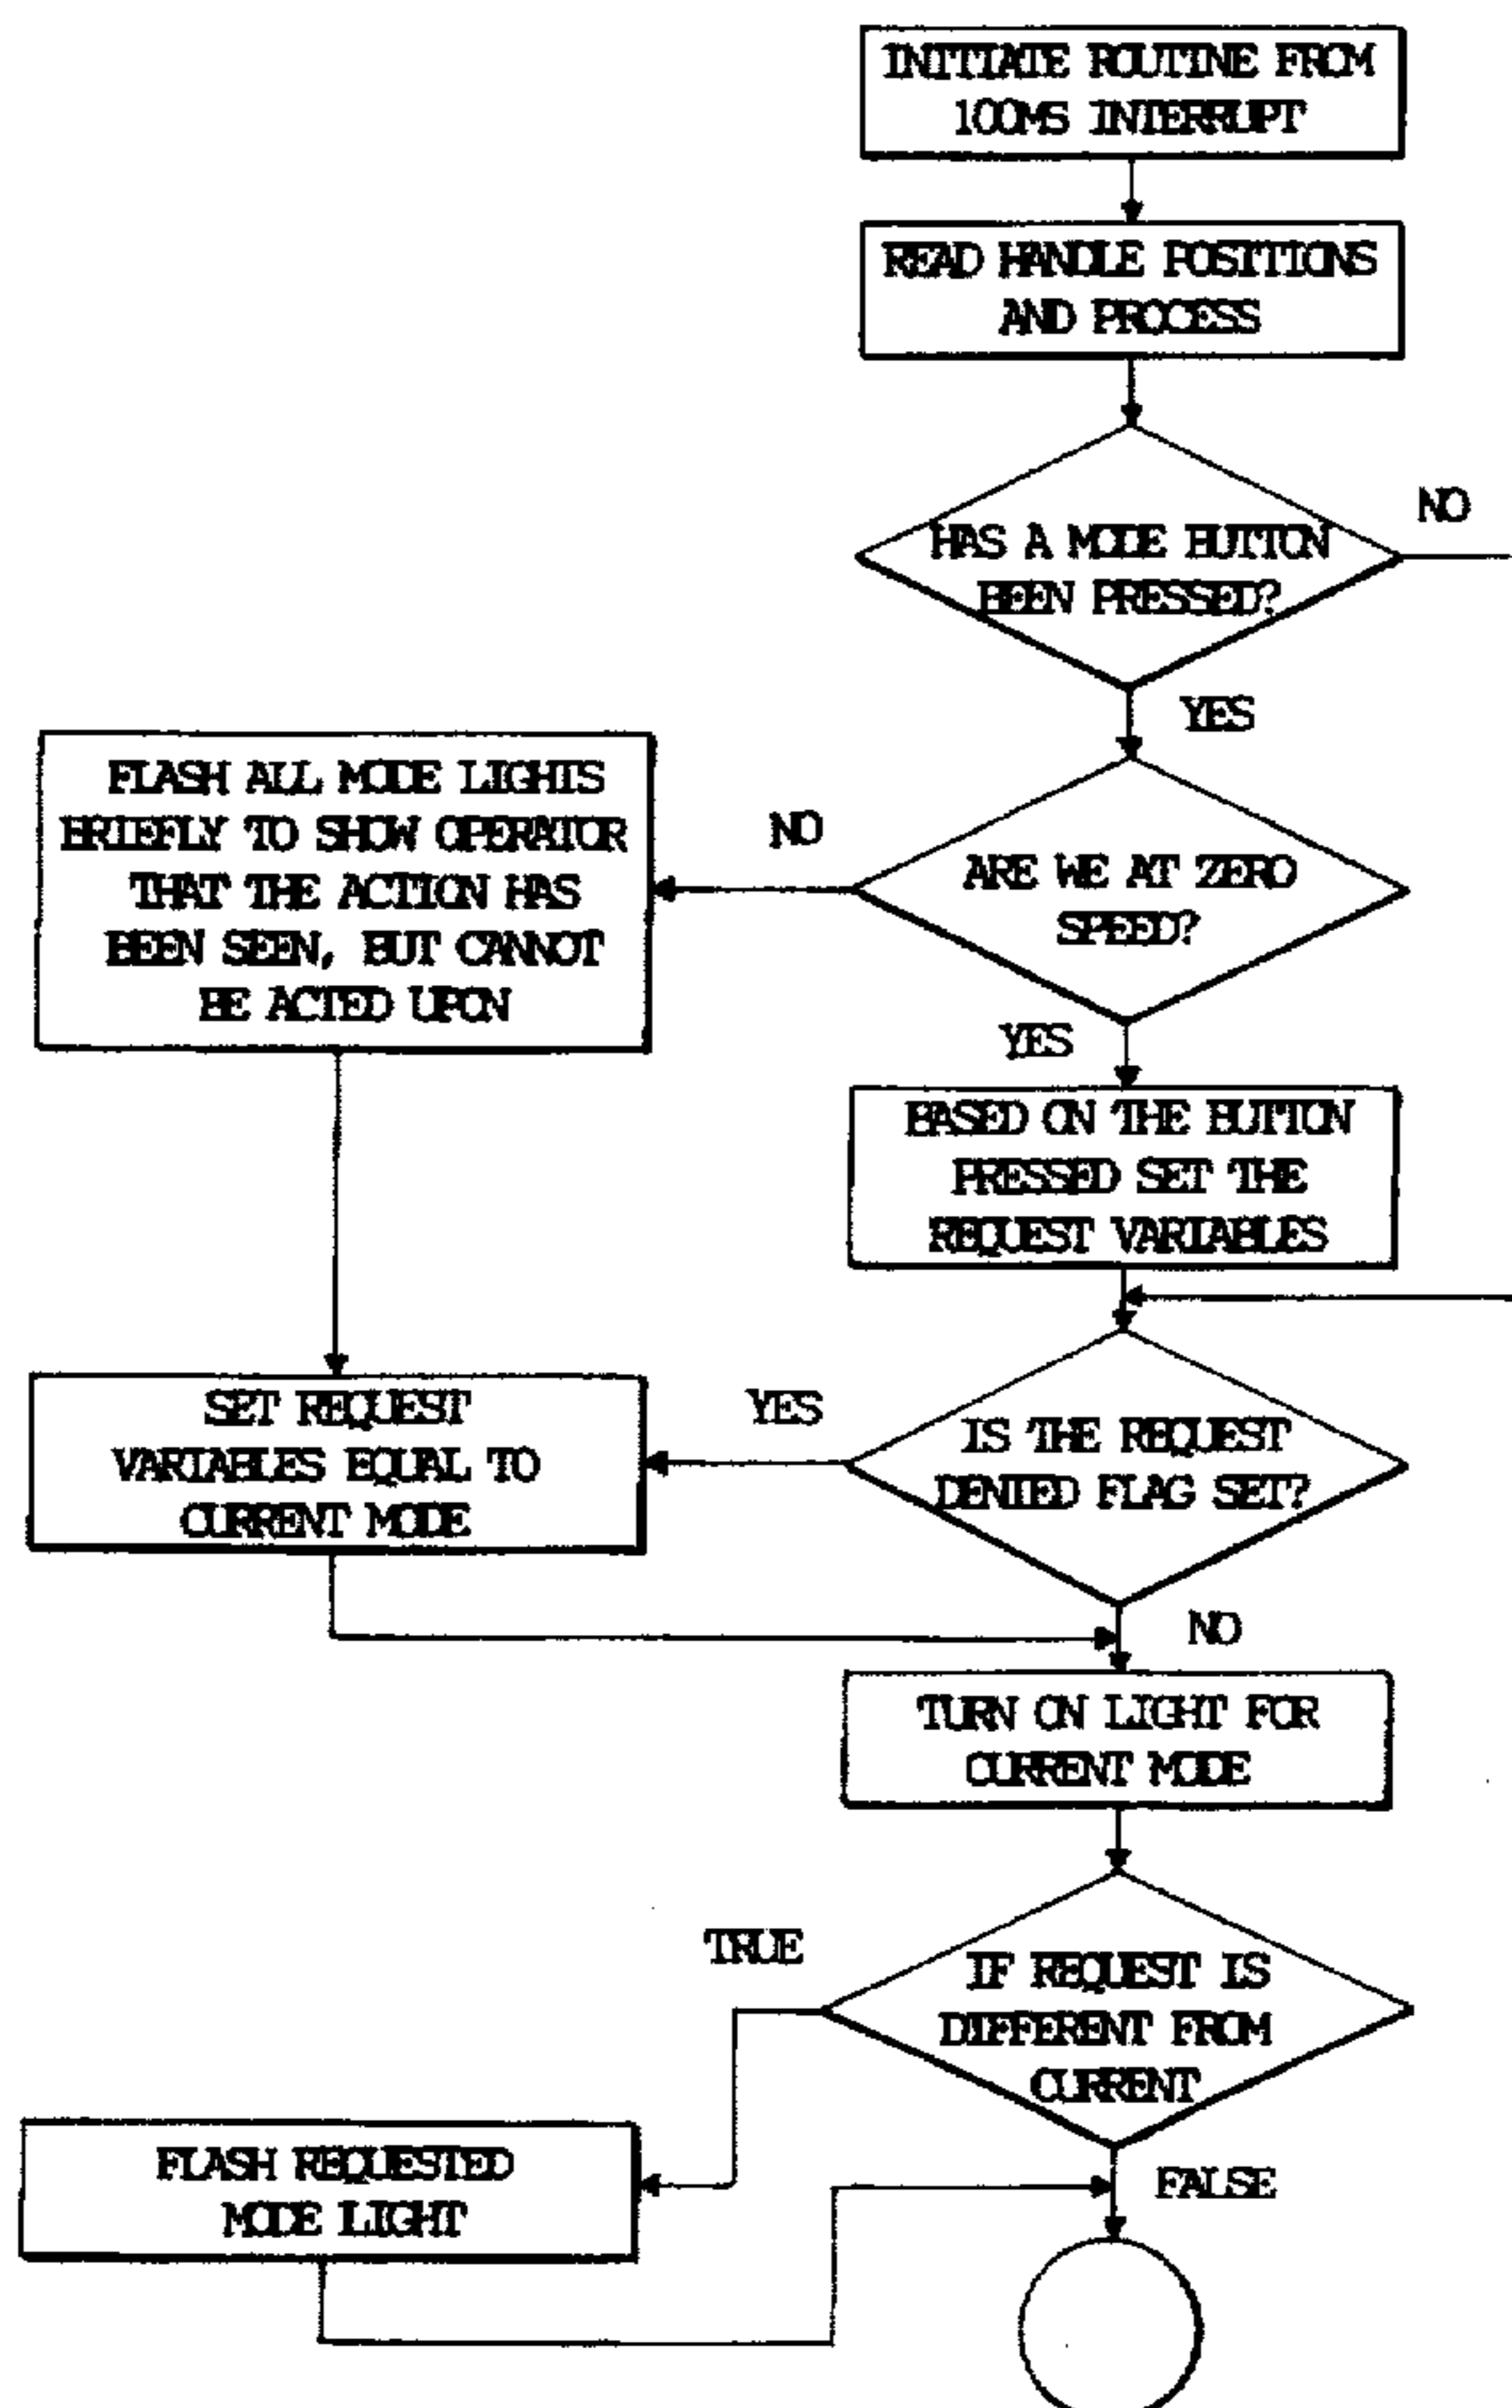 INITIATE ROUTINE FROM
100MS INTERRUPT
READ HANDLE POSITIONS
AND PROCESS
NO
HAS A MODE BUTTON
BEEN PRESSED?
YES
FLASH ALL MODE LIGHTS
BRIEFLY TO SHOW OPERATOR
THAT THE ACTION HAS
BEEN SEEN, BUT CANNOT
BE ACTED UPON
NO
ARE WE AT ZERO
SPEED?
YES
BASED ON THE BUTTON
PRESSED SET THE
REQUEST VARIABLES
SET REQUEST
VARIABLES EQUAL TO
CURRENT MODE
YES
IS THE REQUEST
DENIED FLAG SET?
NO
TURN ON LIGHT FOR
CURRENT MODE
TRUE
IF REQUEST IS
DIFFERENT FROM
CURRENT
FLASH REQUESTED
MODE LIGHT
FALSE